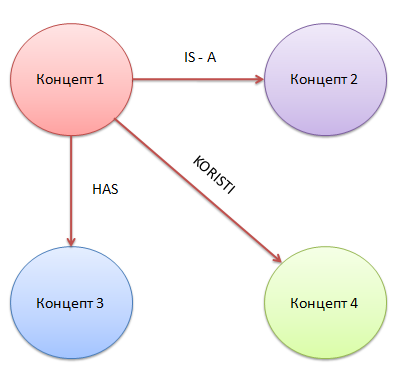 Концепт 1
IS - A
Концепт 2
HAS
KORISTI
Концепт 3
Концепт 4